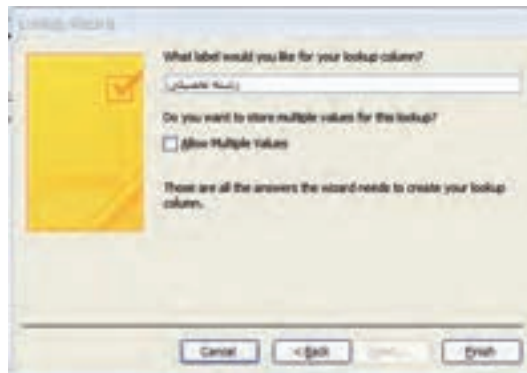 Lookup Wizard
What label would you like for your lookup column?
رشته تحصیلی
Do you want to store multiple values for this lookup?
Allow Multiple Values
These are all the answers the wizard needs to create your lookup
column.
Cancel
< Back
Next >
Finish